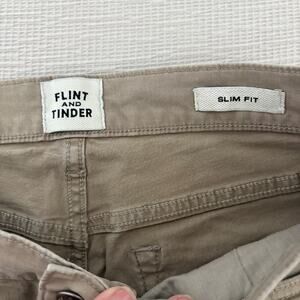 FLINT
AND
TINDER
SLIM FIT